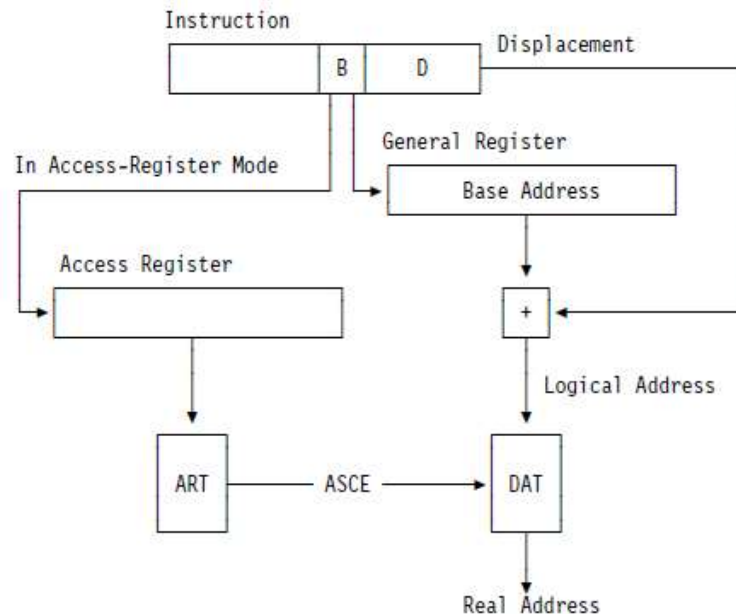 Instruction
Displacement
B D
General Register
In Access-Register Mode
Base Address
Access Register
+
Logical Address
ART ASCE DAT
Real Address